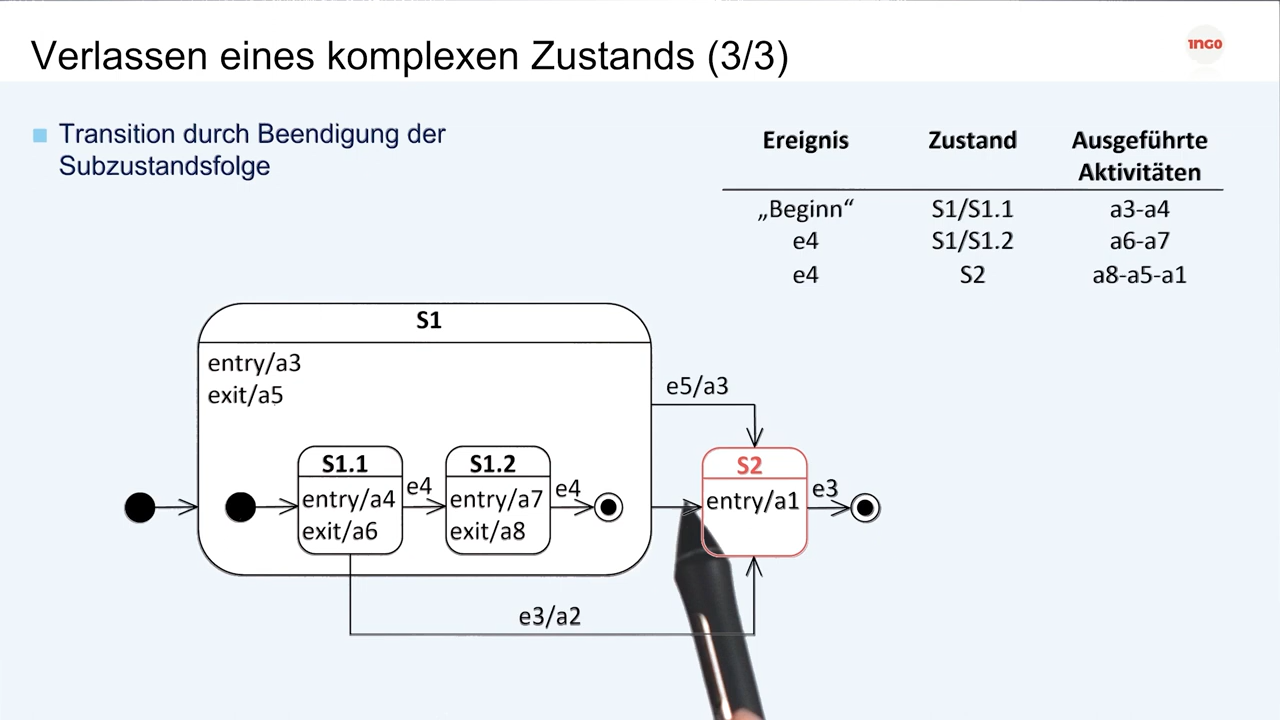 Verlassen eines komplexen Zustands (3/3)
1NGO
Transition durch Beendigung der
Subzustandsfolge
Ereignis Zustand Ausgeführte
Aktivitäten
„Beginn“ S1/S1.1 a3-a4
e4 S1/S1.2 a6-a7
e4 S2 a8-a5-a1
S1
entry/a3
exit/a5
e5/a3
S1.1 S1.2 S2
entry/a4 e4 entry/a7 e4 entry/a1 e3
exit/a6 exit/a8
e3/a2